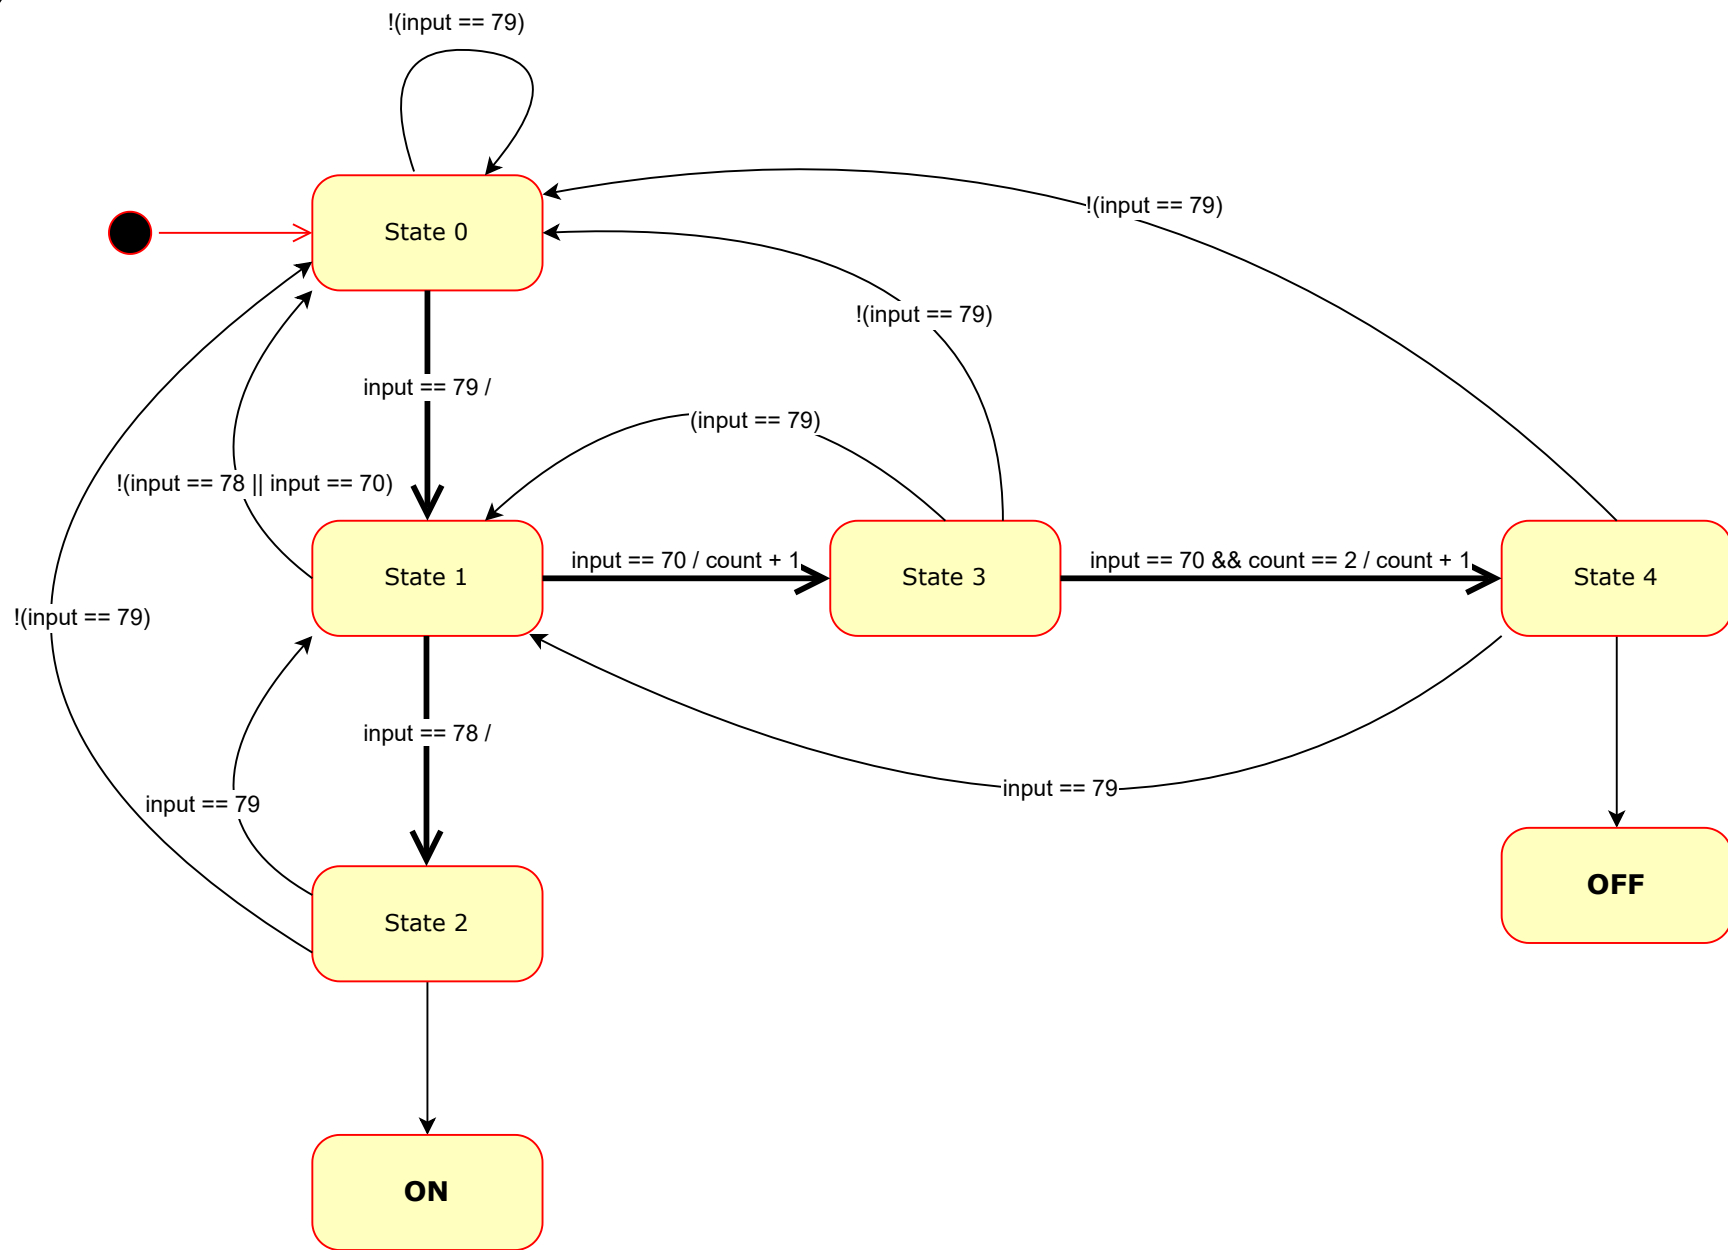 !(input == 79)
!(input == 79)
State 0
!(input == 79)
input == 79 /
(input == 79)
!(input == 78 || input == 70)
input == 70 / count + 1
input == 70 && count == 2 / count + 1
State 1
State 3
State 4
!(input == 79)
input == 78 /
input == 79
input == 79
OFF
State 2
ON